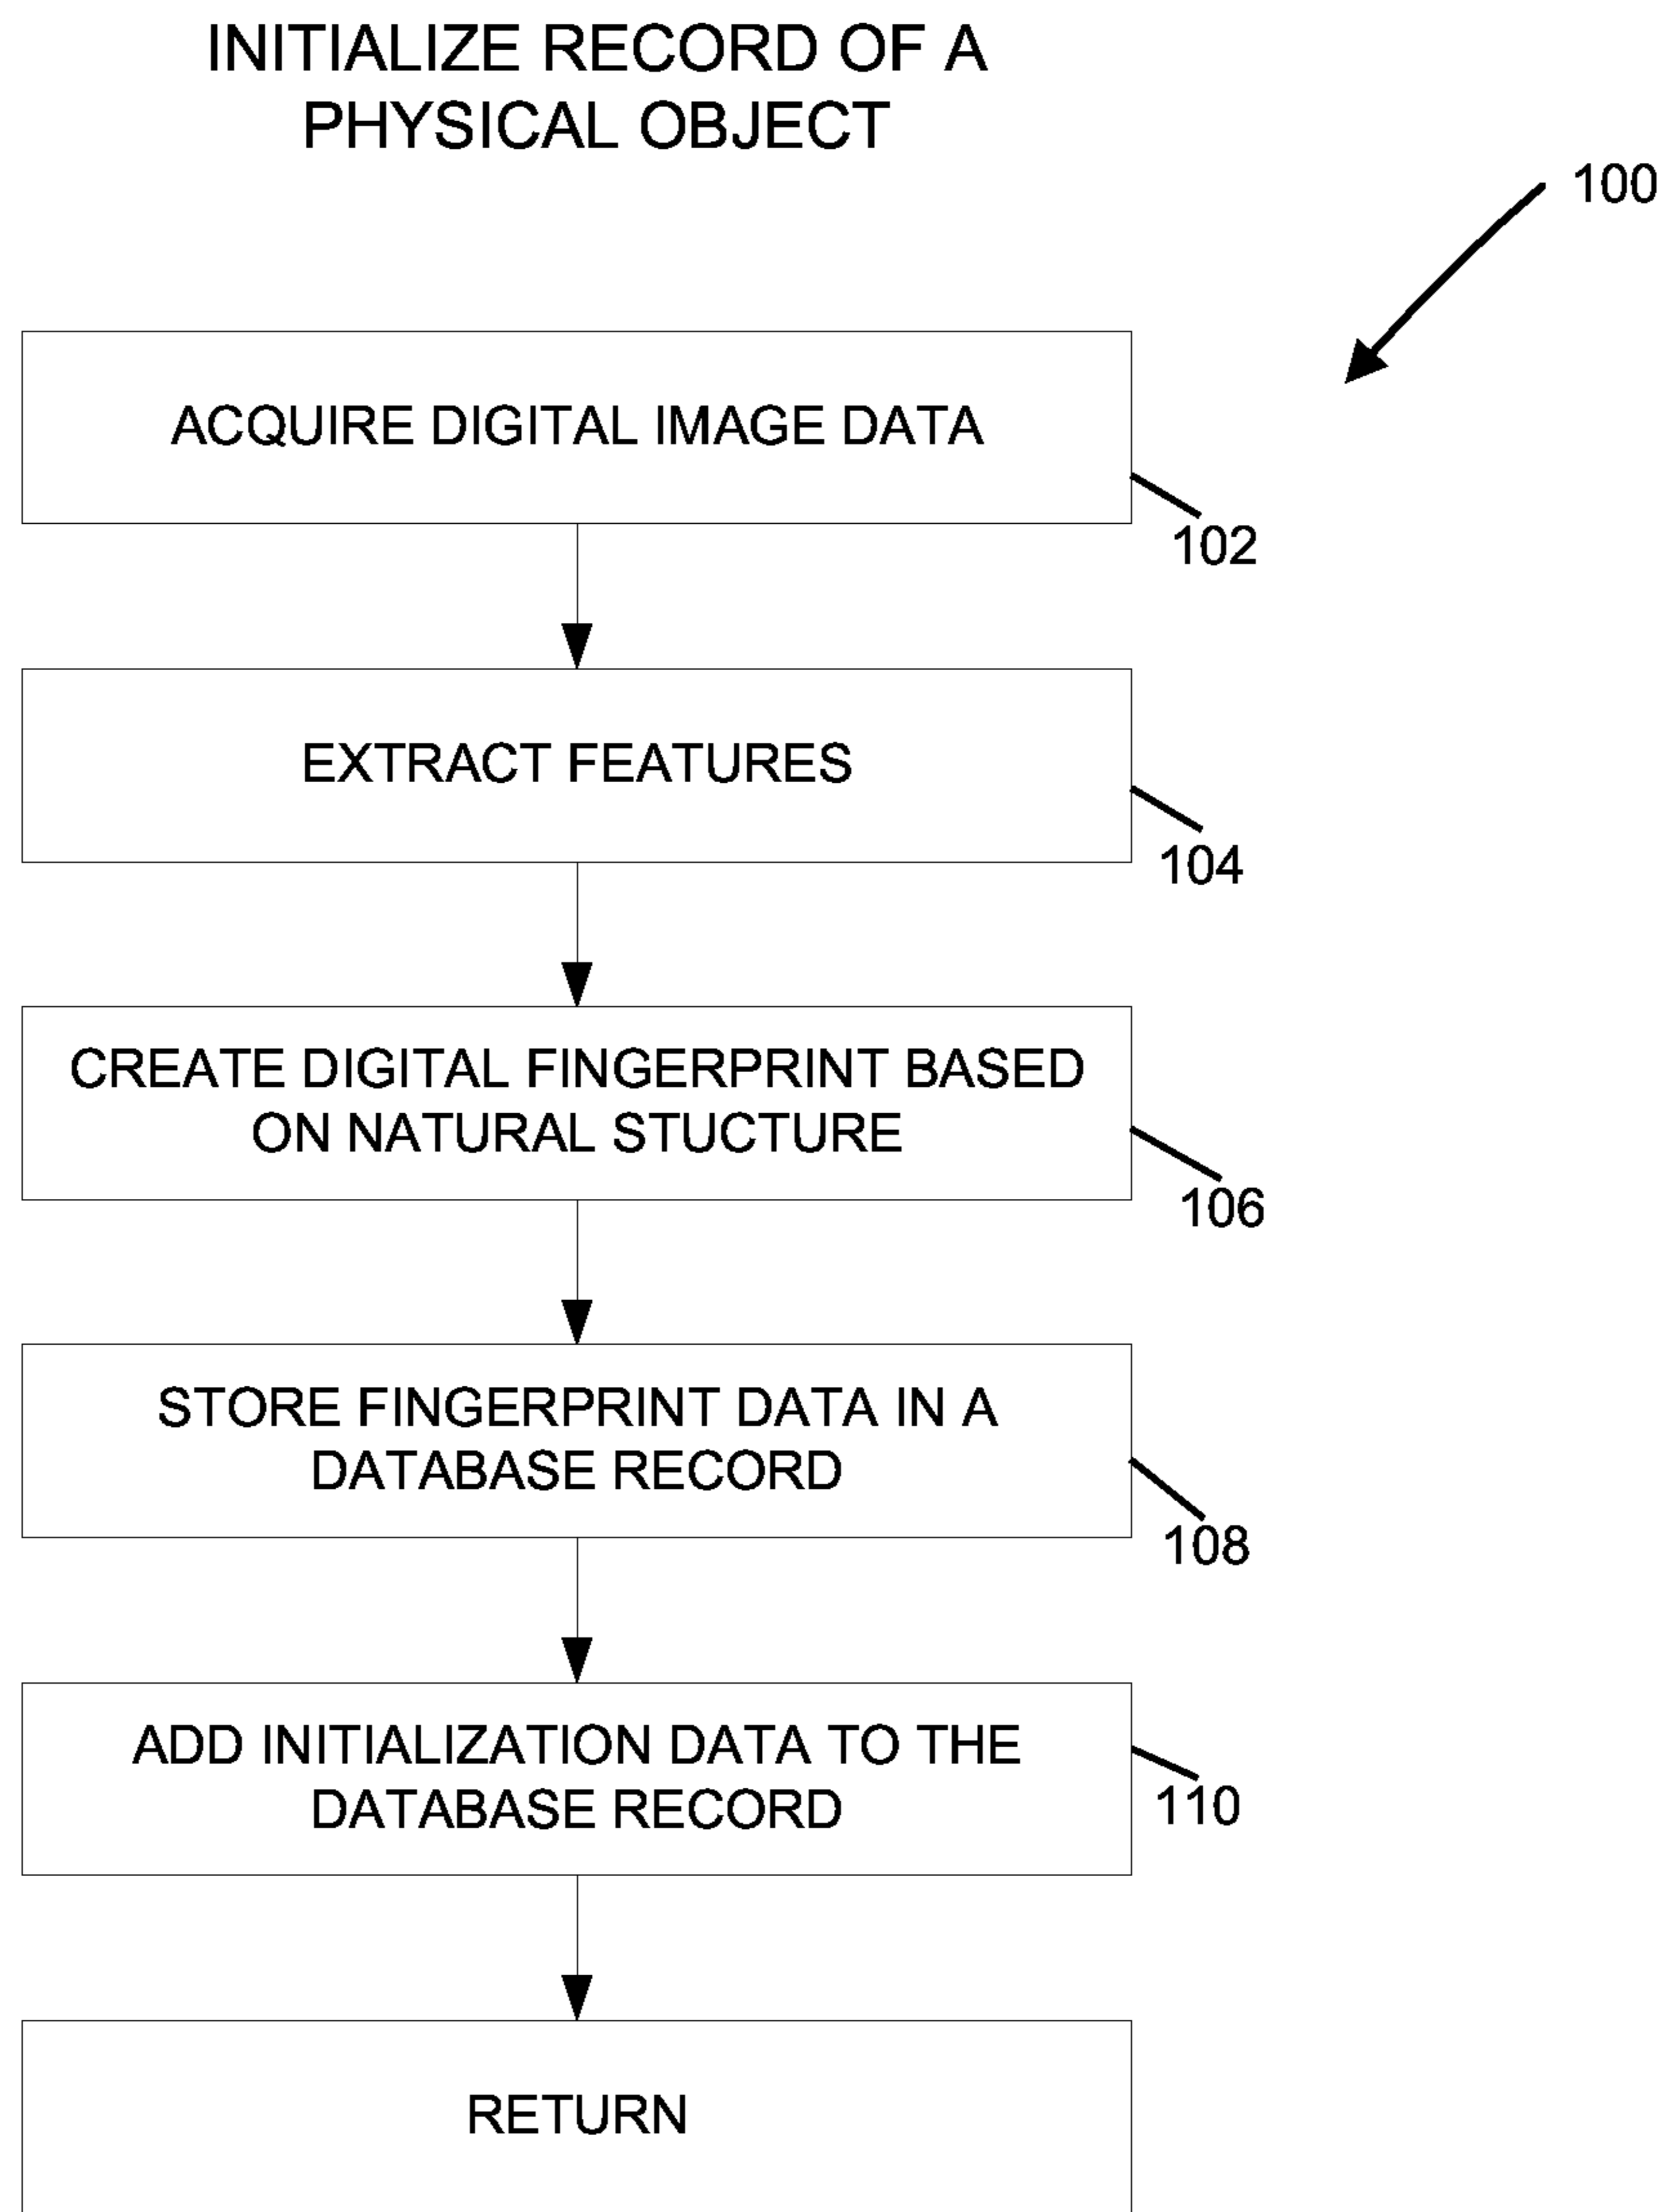 INITIALIZE RECORD OF A
PHYSICAL OBJECT
100
ACQUIRE DIGITAL IMAGE DATA
102
EXTRACT FEATURES
104
CREATE DIGITAL FINGERPRINT BASED
ON NATURAL STUCTURE
106
STORE FINGERPRINT DATA IN A
DATABASE RECORD
108
ADD INITIALIZATION DATA TO THE
DATABASE RECORD
110
RETURN